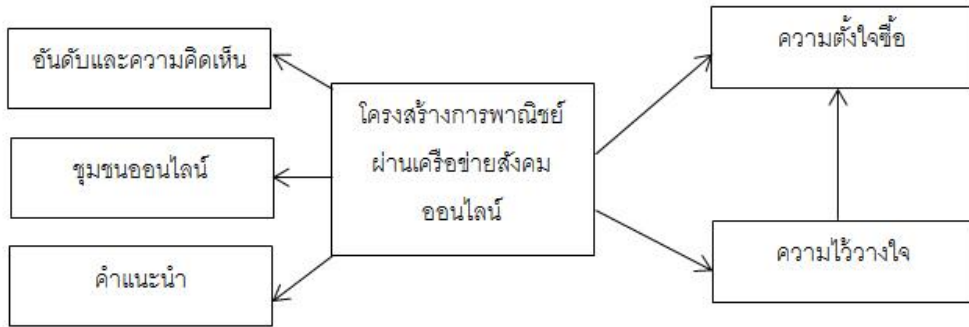 อันดับและความคิดเห็น
ชุมชนออนไลน์
คำแนะนำ
โครงสร้างการพาณิชย์
ผ่านเครือข่ายสังคม
ออนไลน์
ความตั้งใจซื้อ
ความไว้วางใจ